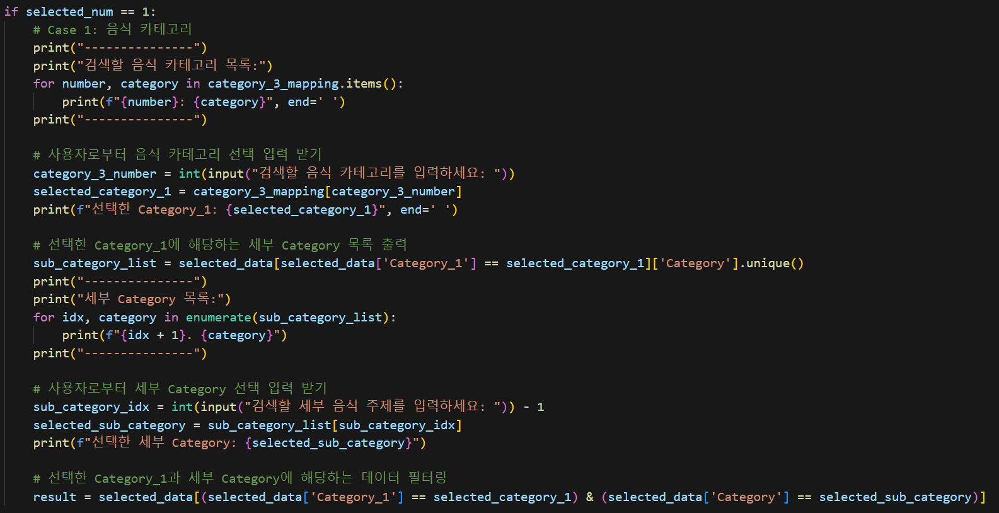 if selected_num == 1:
    # Case 1: 음식 카테고리
    print("---------------")
    print("검색할 음식 카테고리 목록:")
    for number, category in category_3_mapping.items():
        print(f"{number}: {category}", end=' ')
    print("---------------")

    # 사용자로부터 음식 카테고리 선택 입력 받기
    category_3_number = int(input("검색할 음식 카테고리를 입력하세요: "))
    selected_category_1 = category_3_mapping[category_3_number]
    print(f"선택한 Category_1: {selected_category_1}", end=' ')

    # 선택한 Category_1에 해당하는 세부 Category 목록 출력
    sub_category_list = selected_data[selected_data['Category_1'] == selected_category_1]['Category'].unique()
    print("---------------")
    print("세부 Category 목록:")
    for idx, category in enumerate(sub_category_list):
        print(f"{idx + 1}. {category}")
    print("---------------")

    # 사용자로부터 세부 Category 선택 입력 받기
    sub_category_idx = int(input("검색할 세부 음식 주제를 입력하세요: ")) - 1
    selected_sub_category = sub_category_list[sub_category_idx]
    print(f"선택한 세부 Category: {selected_sub_category}")

    # 선택한 Category_1과 세부 Category에 해당하는 데이터 필터링
    result = selected_data[(selected_data['Category_1'] == selected_category_1) & (selected_data['Category'] == selected_sub_category)]